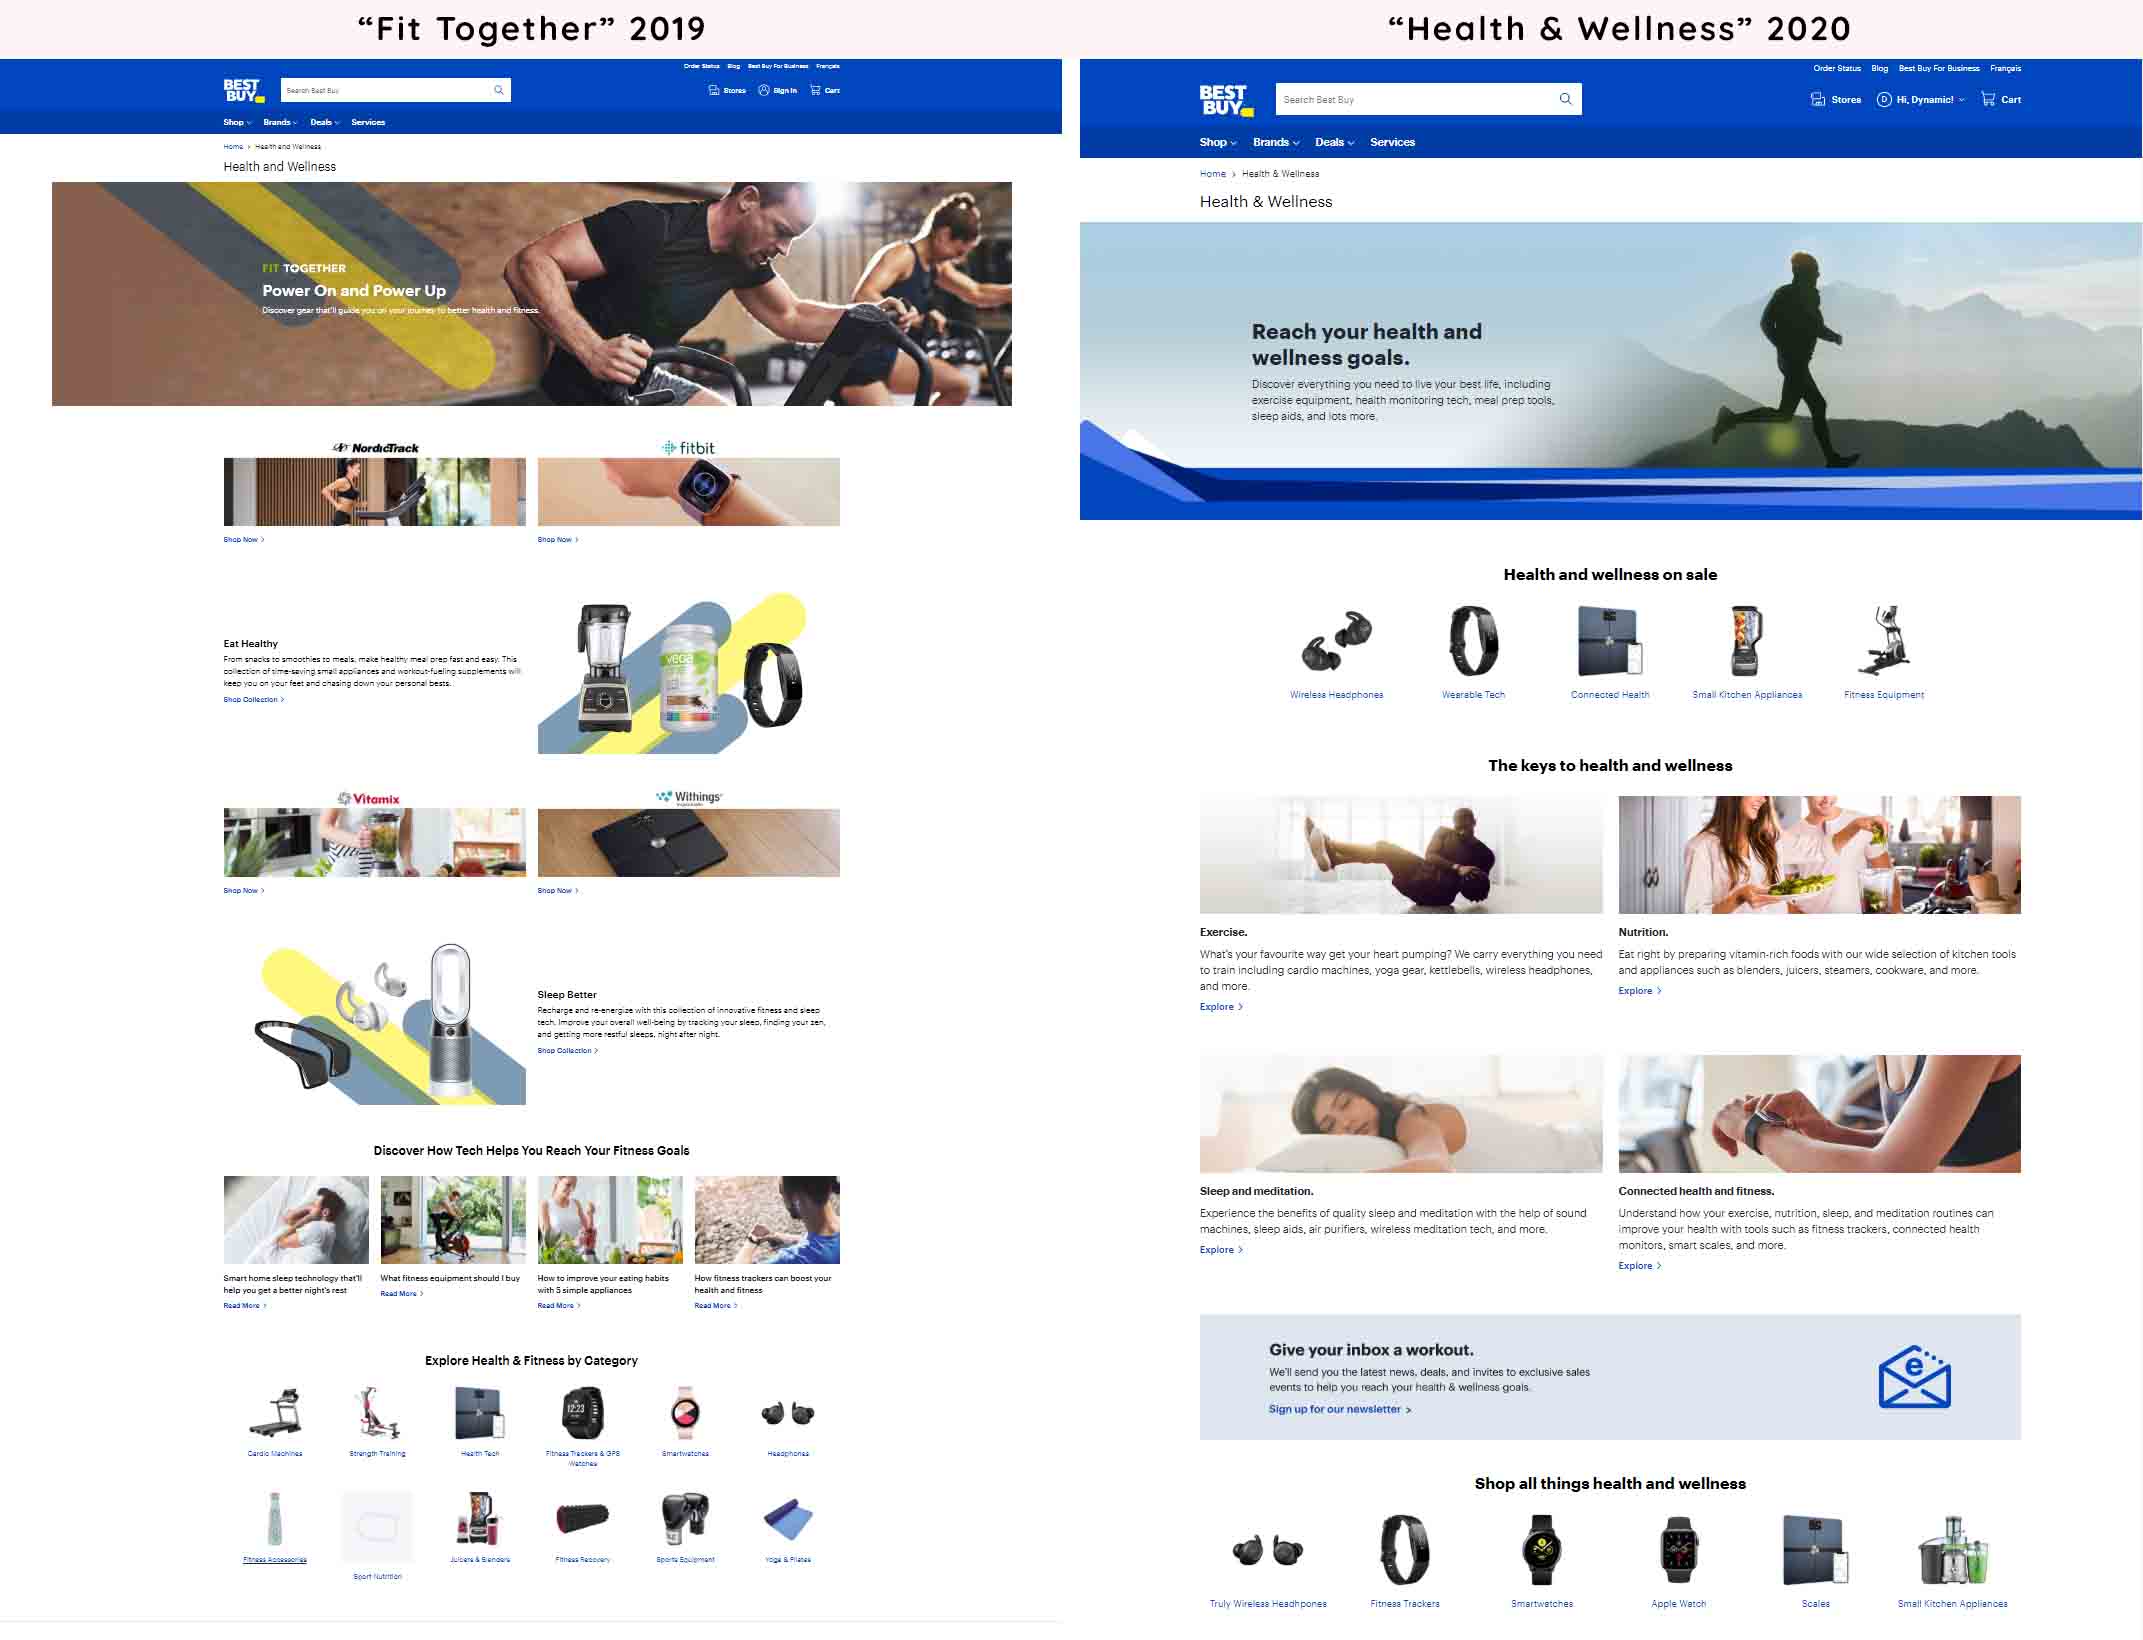 “Fit Together” 2019
Order Status Blog Best Buy For Business Français
BEST
BUY
Search Best Buy
Stores Sign In Cart
Shop Brands Deals Services
Home > Health and Wellness
Health and Wellness
FIT TOGETHER
Power On and Power Up
Discover gear that'll guide you on your journey to better health and fitness.
NordicTrack
fitbit
Shop Now >
Shop Now >
Eat Healthy
From snacks to smoothies to meals, make healthy meal prep fast and easy. This
collection of time-saving small appliances and workout-fueling supplements will
keep you on your feet and chasing down your personal bests.
Shop Collection >
vega
Vitamix
Withings
Shop Now >
Shop Now >
Sleep Better
Recharge and re-energize with this collection of innovative fitness and sleep
tech. Improve your overall well-being by tracking your sleep, finding your zen,
and getting more restful sleeps, night after night.
Shop Collection >
Discover How Tech Helps You Reach Your Fitness Goals
Smart home sleep technology that'll
help you get a better night's rest
Read More >
What fitness equipment should I buy
Read More >
How to improve your eating habits
with 5 simple appliances
Read More >
How fitness trackers can boost your
health and fitness
Read More >
Explore Health & Fitness by Category
12:23
Cardio Machines
Strength Training
Health Tech
Fitness Trackers & GPS
Watches
Smartwatches
Headphones
Fitness Accessories
Sport Nutrition
Juicers & Blenders
Fitness Recovery
Sports Equipment
Yoga & Pilates
“Health & Wellness” 2020
Order Status Blog Best Buy For Business Français
BEST
BUY
Search Best Buy
Stores D Hi, Dynamic! Cart
Shop Brands Deals Services
Home > Health & Wellness
Health & Wellness
Reach your health and
wellness goals.
Discover everything you need to live your best life, including
exercise equipment, health monitoring tech, meal prep tools,
sleep aids, and lots more.
Health and wellness on sale
Wireless Headphones
Wearable Tech
Connected Health
Small Kitchen Appliances
Fitness Equipment
The keys to health and wellness
Exercise.
What's your favourite way get your heart pumping? We carry everything you need
to train including cardio machines, yoga gear, kettlebells, wireless headphones,
and more.
Explore >
Nutrition.
Eat right by preparing vitamin-rich foods with our wide selection of kitchen tools
and appliances such as blenders, juicers, steamers, cookware, and more.
Explore >
Sleep and meditation.
Experience the benefits of quality sleep and meditation with the help of sound
machines, sleep aids, air purifiers, wireless meditation tech, and more.
Explore >
Connected health and fitness.
Understand how your exercise, nutrition, sleep, and meditation routines can
improve your health with tools such as fitness trackers, connected health
monitors, smart scales, and more.
Explore >
Give your inbox a workout.
We'll send you the latest news, deals, and invites to exclusive sales
events to help you reach your health & wellness goals.
Sign up for our newsletter >
e
Shop all things health and wellness
Truly Wireless Headhpones
Fitness Trackers
Smartwatches
Apple Watch
Scales
Small Kitchen Appliances